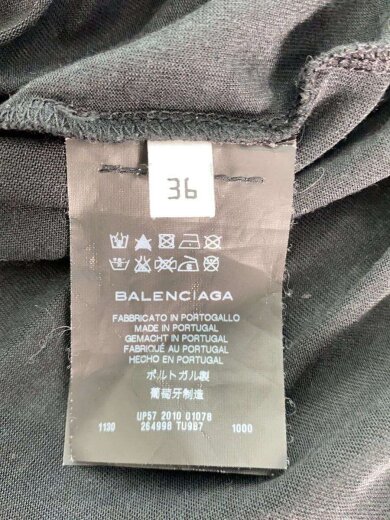 36
BALENCIAGA
FABBRICATO IN PORTOGALLO
MADE IN PORTUGAL
GEMACHT IN PORTUGAL
FABRIQUÉ AU PORTUGAL
HECHO EN PORTUGAL
ポルトガル製
葡萄牙制造
UP57 2010 01078
1130 264998 TU9B7 1000